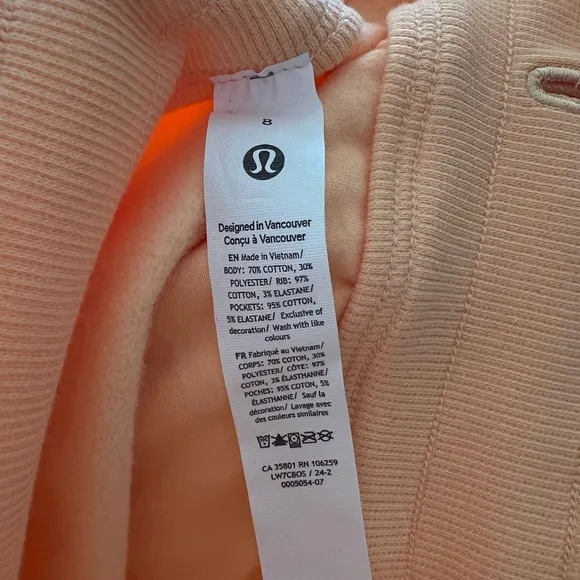 8
Designed in Vancouver
Conçu à Vancouver
EN Made in Vietnam/
BODY: 70% COTTON, 30%
POLYESTER/ RIB: 97%
COTTON, 3% ELASTANE/
POCKETS: 95% COTTON,
5% ELASTANE/ Exclusive of
decoration/ Wash with like
colours
FR Fabriqué au Vietnam/
CORPS: 70% COTON, 30%
POLYESTER/ CÔTE: 97%
COTON, 3% ÉLASTHANNE/
POCHES: 95% COTON, 5%
ÉLASTHANNE/ Sauf la
décoration/ Lavage avec
des couleurs similaires
CA 35801 RN 106259
LW7CBOS / 24-2
0005054-07